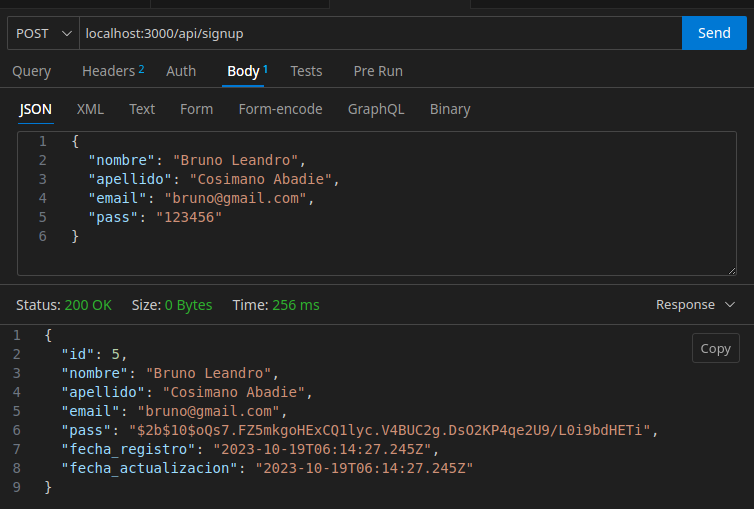 POST localhost:3000/api/signup Send
Query Headers 2 Auth Body 1 Tests Pre Run
JSON XML Text Form Form-encode GraphQL Binary
1 {
2 "nombre": "Bruno Leandro",
3 "apellido": "Cosimano Abadie",
4 "email": "bruno@gmail.com",
5 "pass": "123456"
6 }
Status: 200 OK Size: 0 Bytes Time: 256 ms Response
1 {
Copy
2 "id": 5,
3 "nombre": "Bruno Leandro",
4 "apellido": "Cosimano Abadie",
5 "email": "bruno@gmail.com",
6 "pass": "$2b$10$oQs7.FZ5mkgoHExCQ1lyc.V4BUC2g.DsO2KP4qe2U9/L0i9bdHETi",
7 "fecha_registro": "2023-10-19T06:14:27.245Z",
8 "fecha_actualizacion": "2023-10-19T06:14:27.245Z"
9 }